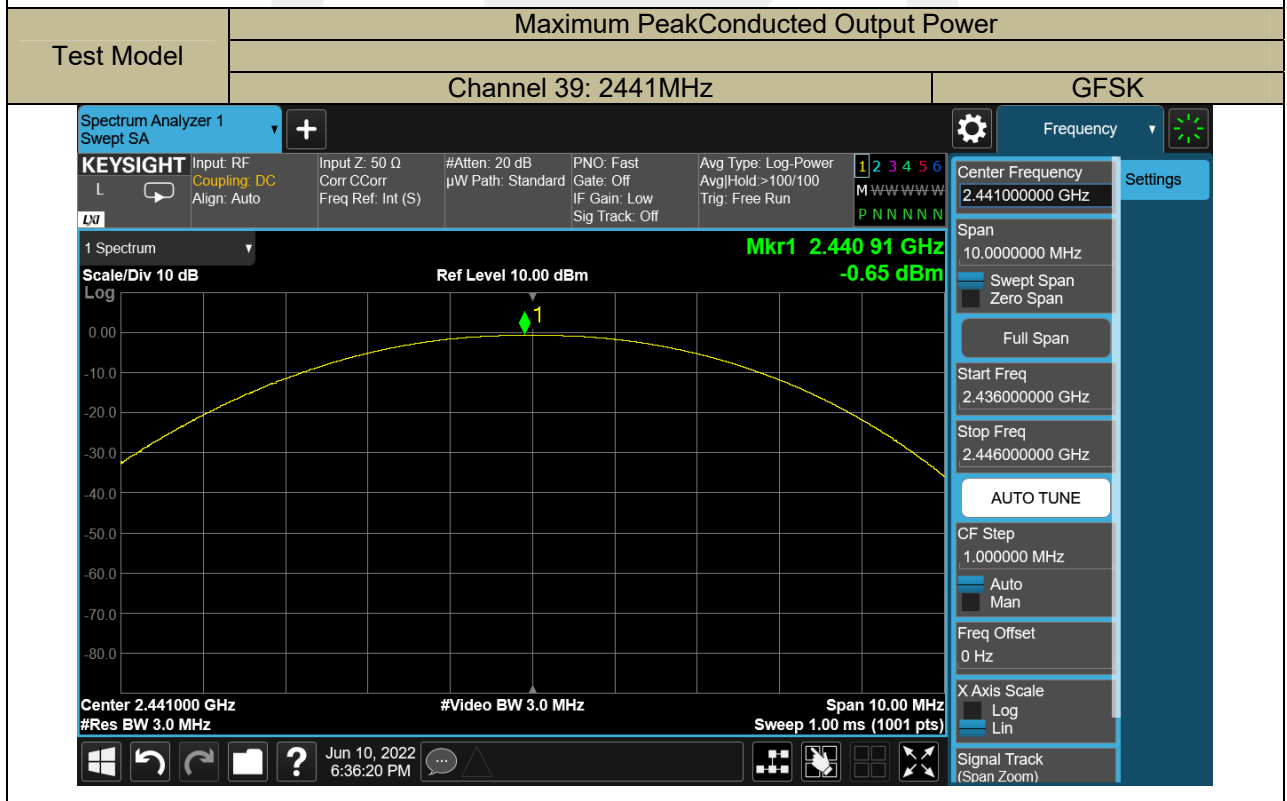 Maximum PeakConducted Output Power
Test Model
Channel 39: 2441MHz
GFSK
Spectrum Analyzer 1
Swept SA
Frequency
KEYSIGHT
L
LXI
Input: RF
Coupling: DC
Align: Auto
Input Z: 50 Ω
Corr CCorr
Freq Ref: Int (S)
#Atten: 20 dB
µW Path: Standard
PNO: Fast
Gate: Off
IF Gain: Low
Sig Track: Off
Avg Type: Log-Power
Avg|Hold:>100/100
Trig: Free Run
1 2 3 4 5 6
M W W W W W
P N N N N N
1 Spectrum
Mkr1 2.440 91 GHz
Scale/Div 10 dB
Ref Level 10.00 dBm
-0.65 dBm
Log
1
0.00
-10.0
-20.0
-30.0
-40.0
-50.0
-60.0
-70.0
-80.0
Center 2.441000 GHz
#Video BW 3.0 MHz
Span 10.00 MHz
#Res BW 3.0 MHz
Sweep 1.00 ms (1001 pts)
Jun 10, 2022
6:36:20 PM
?
Center Frequency
2.441000000 GHz
Settings
Span
10.0000000 MHz
Swept Span
Zero Span
Full Span
Start Freq
2.436000000 GHz
Stop Freq
2.446000000 GHz
AUTO TUNE
CF Step
1.000000 MHz
Auto
Man
Freq Offset
0 Hz
X Axis Scale
Log
Lin
Signal Track
(Span Zoom)